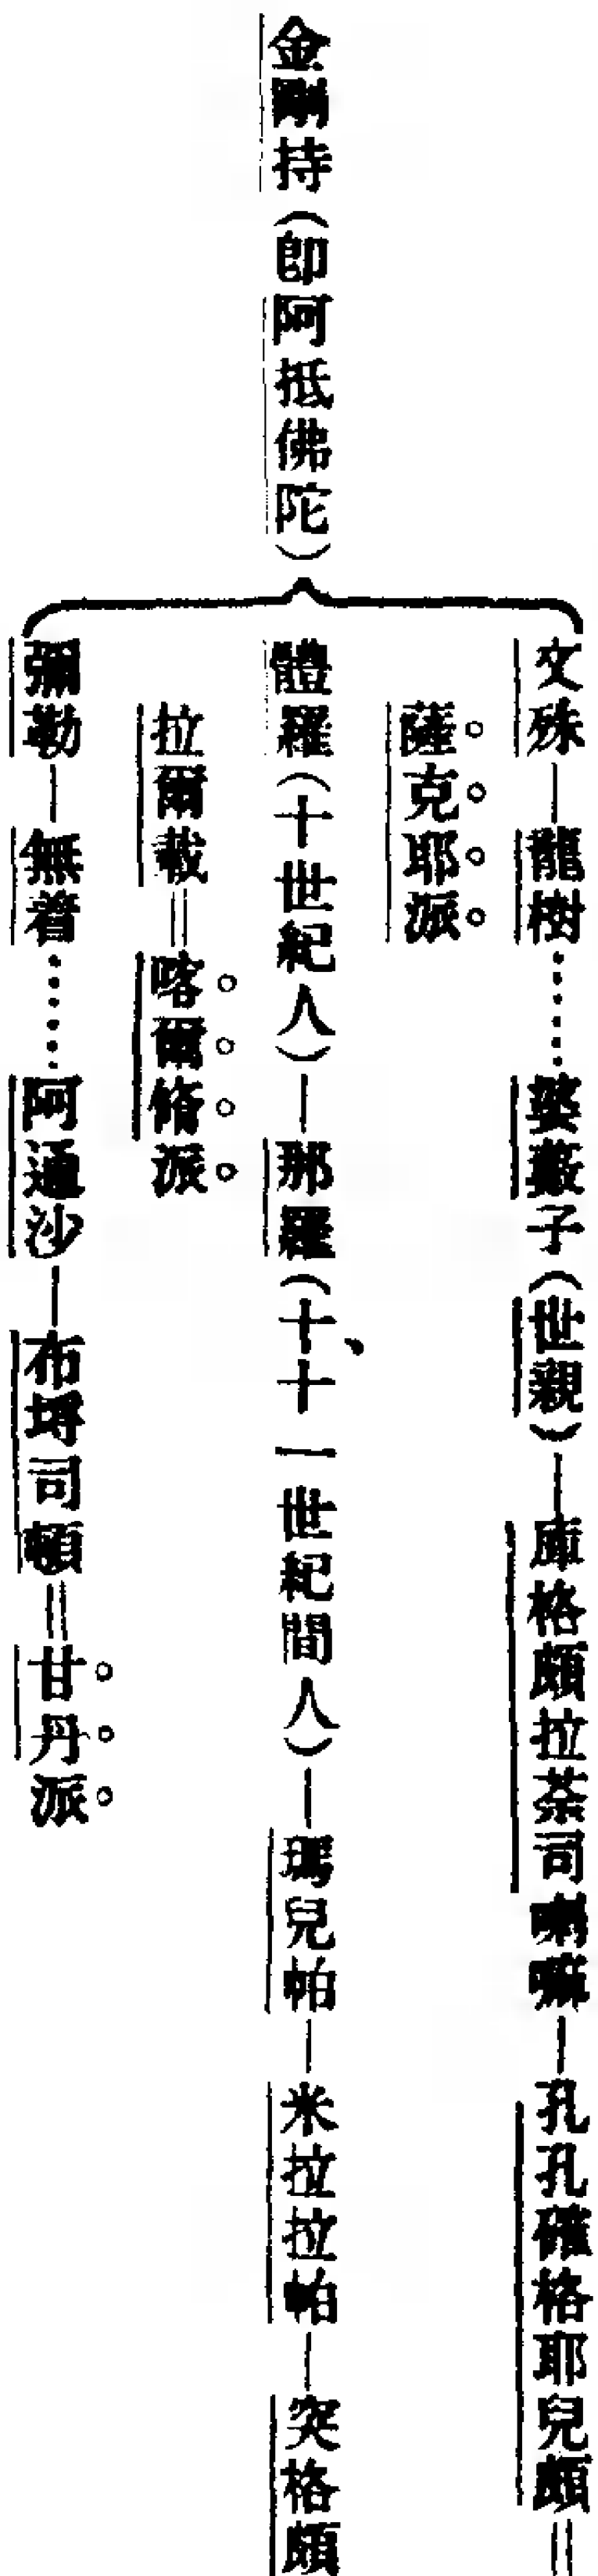 金剛持(卽阿抵佛陀)
文殊—龍樹……婆藪子(世親)—庫格頗拉荼司喇嘛—孔孔確格耶兒頗=
薩克耶派
體羅(十世紀人)—那羅(十、十一世紀間人)—瑪兒帕—米拉拉帕—突格頗
拉爾載=喀爾脩派
彌勒—無着……阿通沙—布埓司頓=甘丹派